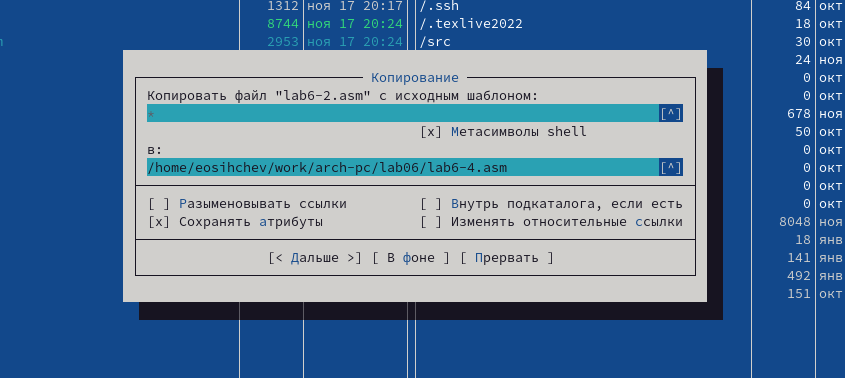 1312 ноя 17 20:17 /.ssh 84 окт
8744 ноя 17 20:24 /.texlive2022 18 окт
2953 ноя 17 20:24 /src 30 окт
24 ноя
Копирование
0 окт
Копировать файл "lab6-2.asm" с исходным шаблоном: 0 окт
* [^] 678 ноя
[x] Метасимволы shell 50 окт
в: 0 окт
/home/eosihchev/work/arch-pc/lab06/lab6-4.asm [^] 0 окт
0 окт
[ ] Разыменовывать ссылки [ ] Внутрь подкаталога, если есть 0 окт
[x] Сохранять атрибуты [ ] Изменять относительные ссылки 8048 ноя
18 янв
[< Дальше >] [ В фоне ] [ Прервать ] 141 янв
492 янв
151 окт